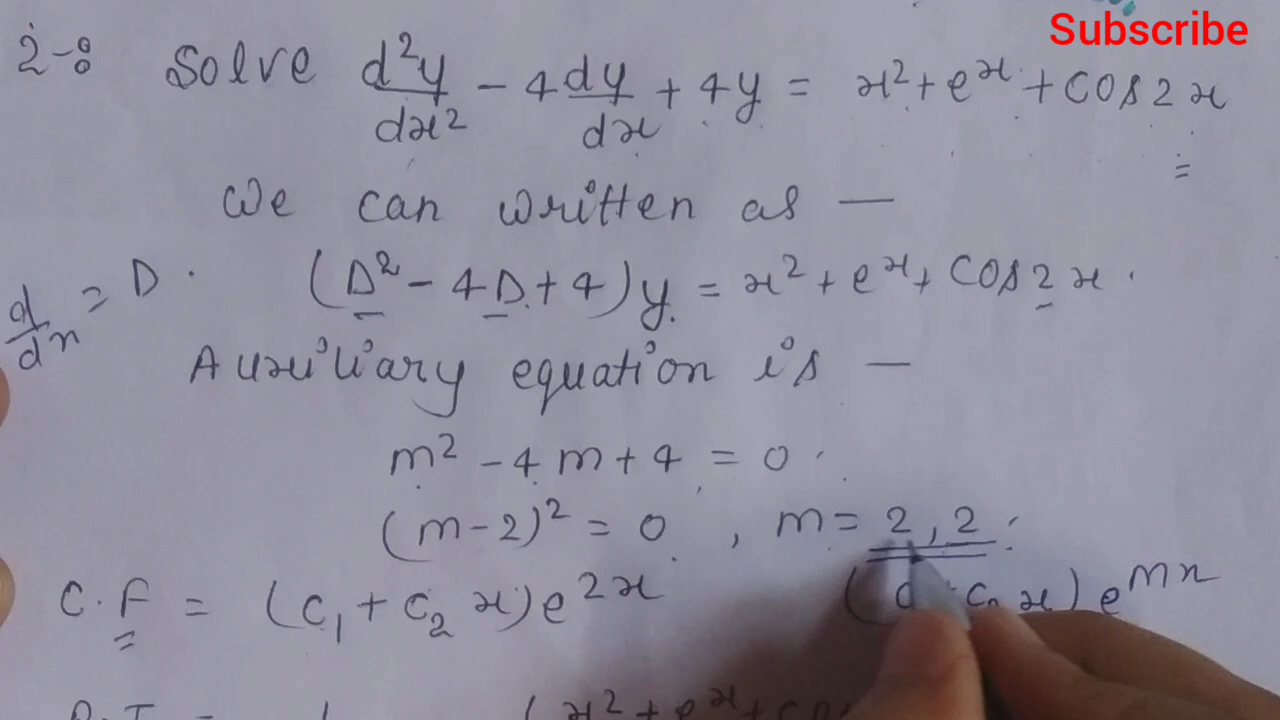 Subscribe
2-: Solve d²y/dx² - 4 dy/dx + 4y = x² + eˣ + cos 2x
We can written as —
d/dx = D. (D² - 4D + 4)y = x² + eˣ + cos 2x.
Auxiliary equation is —
m² - 4m + 4 = 0.
(m-2)² = 0 , m = 2, 2.
C.F = (c₁ + c₂ x) e²ˣ ( x) eᵐˣ
P.I = (x² + eˣ +